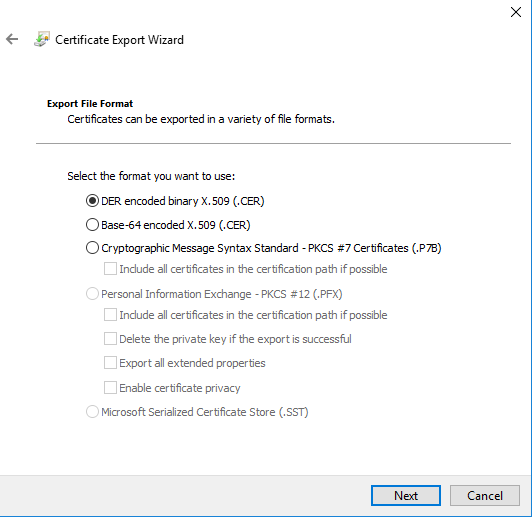 Certificate Export Wizard
Export File Format
Certificates can be exported in a variety of file formats.
Select the format you want to use:
DER encoded binary X.509 (.CER)
Base-64 encoded X.509 (.CER)
Cryptographic Message Syntax Standard - PKCS #7 Certificates (.P7B)
Include all certificates in the certification path if possible
Personal Information Exchange - PKCS #12 (.PFX)
Include all certificates in the certification path if possible
Delete the private key if the export is successful
Export all extended properties
Enable certificate privacy
Microsoft Serialized Certificate Store (.SST)
Next
Cancel